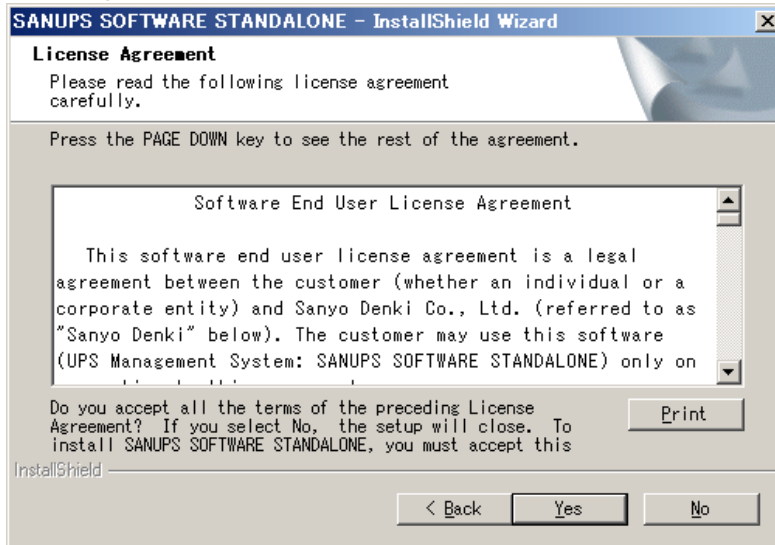 SANUPS SOFTWARE STANDALONE - InstallShield Wizard
License Agreement
Please read the following license agreement
carefully.
Press the PAGE DOWN key to see the rest of the agreement.
Software End User License Agreement
This software end user license agreement is a legal
agreement between the customer (whether an individual or a
corporate entity) and Sanyo Denki Co., Ltd. (referred to as
"Sanyo Denki" below). The customer may use this software
(UPS Management System: SANUPS SOFTWARE STANDALONE) only on
Do you accept all the terms of the preceding License
Agreement?  If you select No,  the setup will close.  To
install SANUPS SOFTWARE STANDALONE, you must accept this
Print
InstallShield
< Back
Yes
No